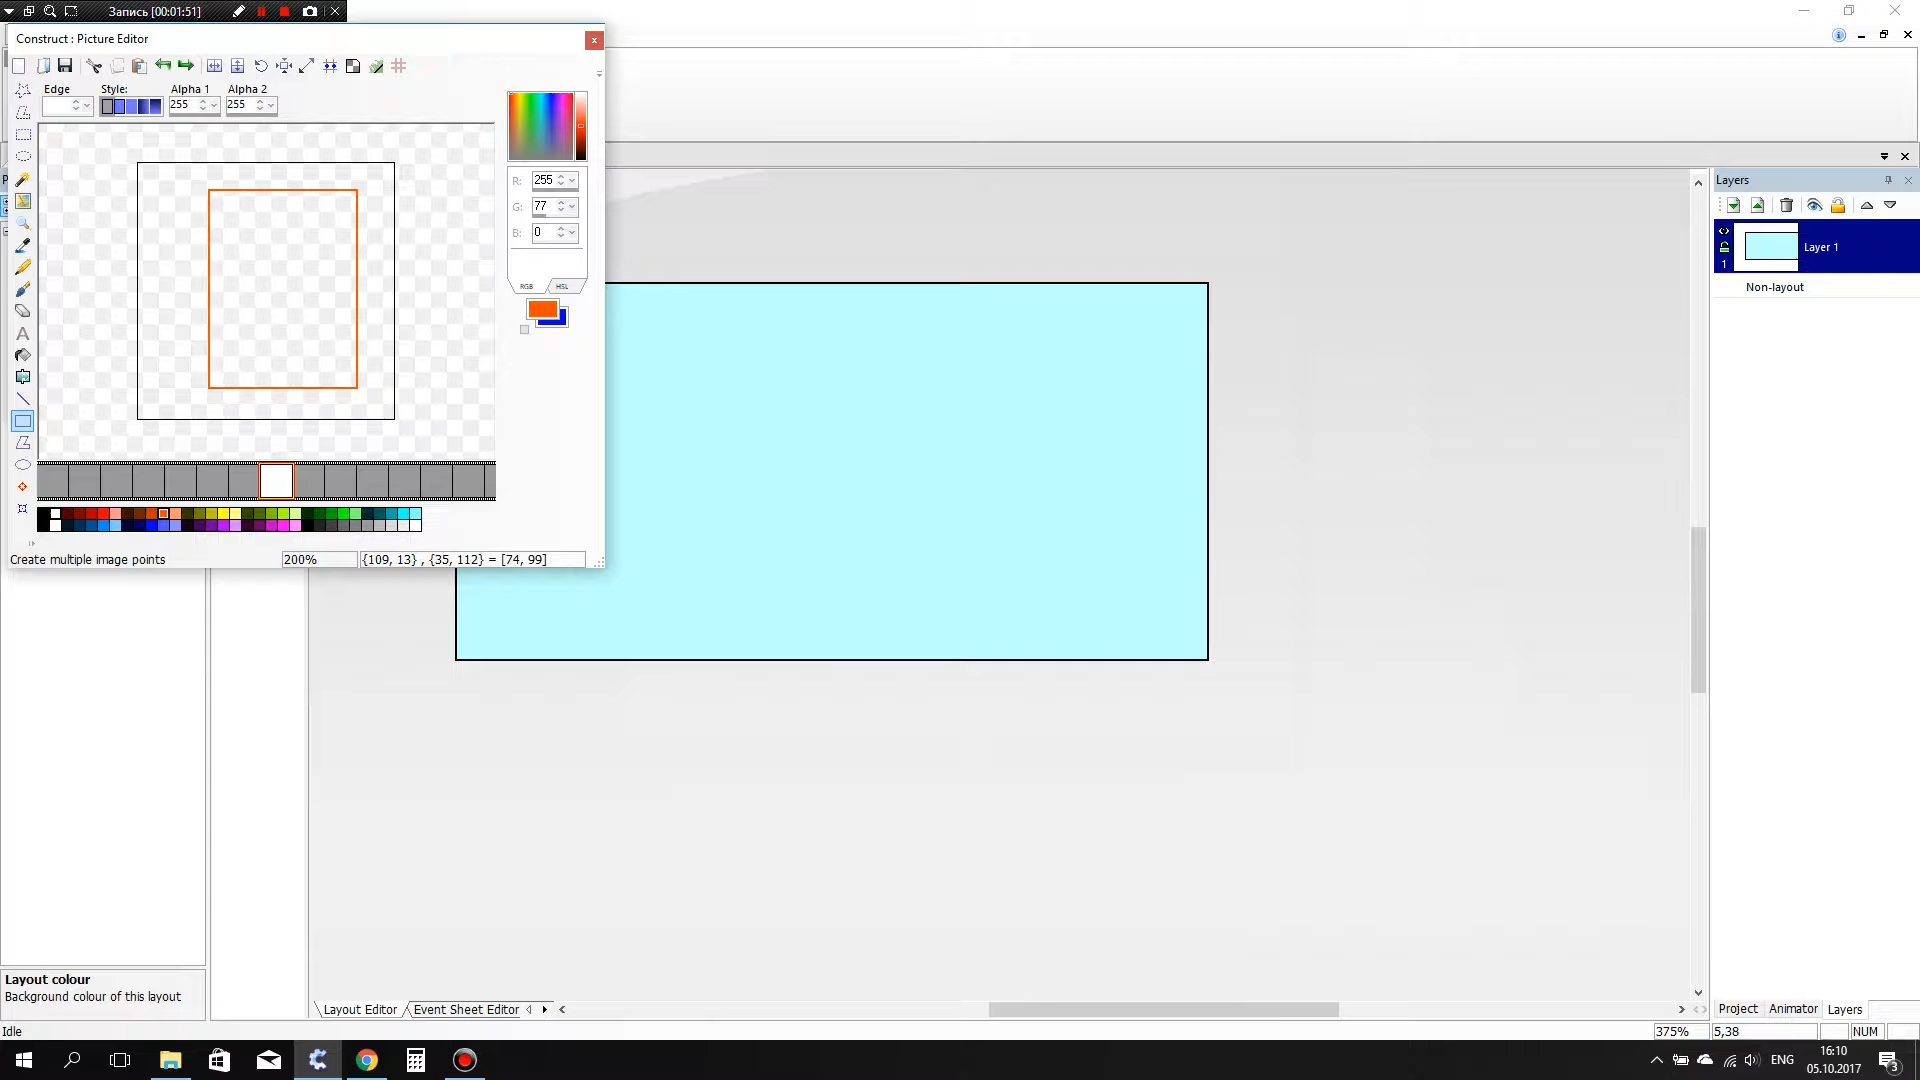 Запись [00:01:51]
Construct : Picture Editor
Edge
Style:
Alpha 1
Alpha 2
255
255
R: 255
G: 77
B: 0
RGB
HSL
Create multiple image points
200%
{109, 13} , {35, 112} = [74, 99]
Layers
Layer 1
1
Non-layout
Layout colour
Background colour of this layout
Layout Editor
Event Sheet Editor
Project
Animator
Layers
Idle
375%
5,38
NUM
ENG
16:10
05.10.2017
3